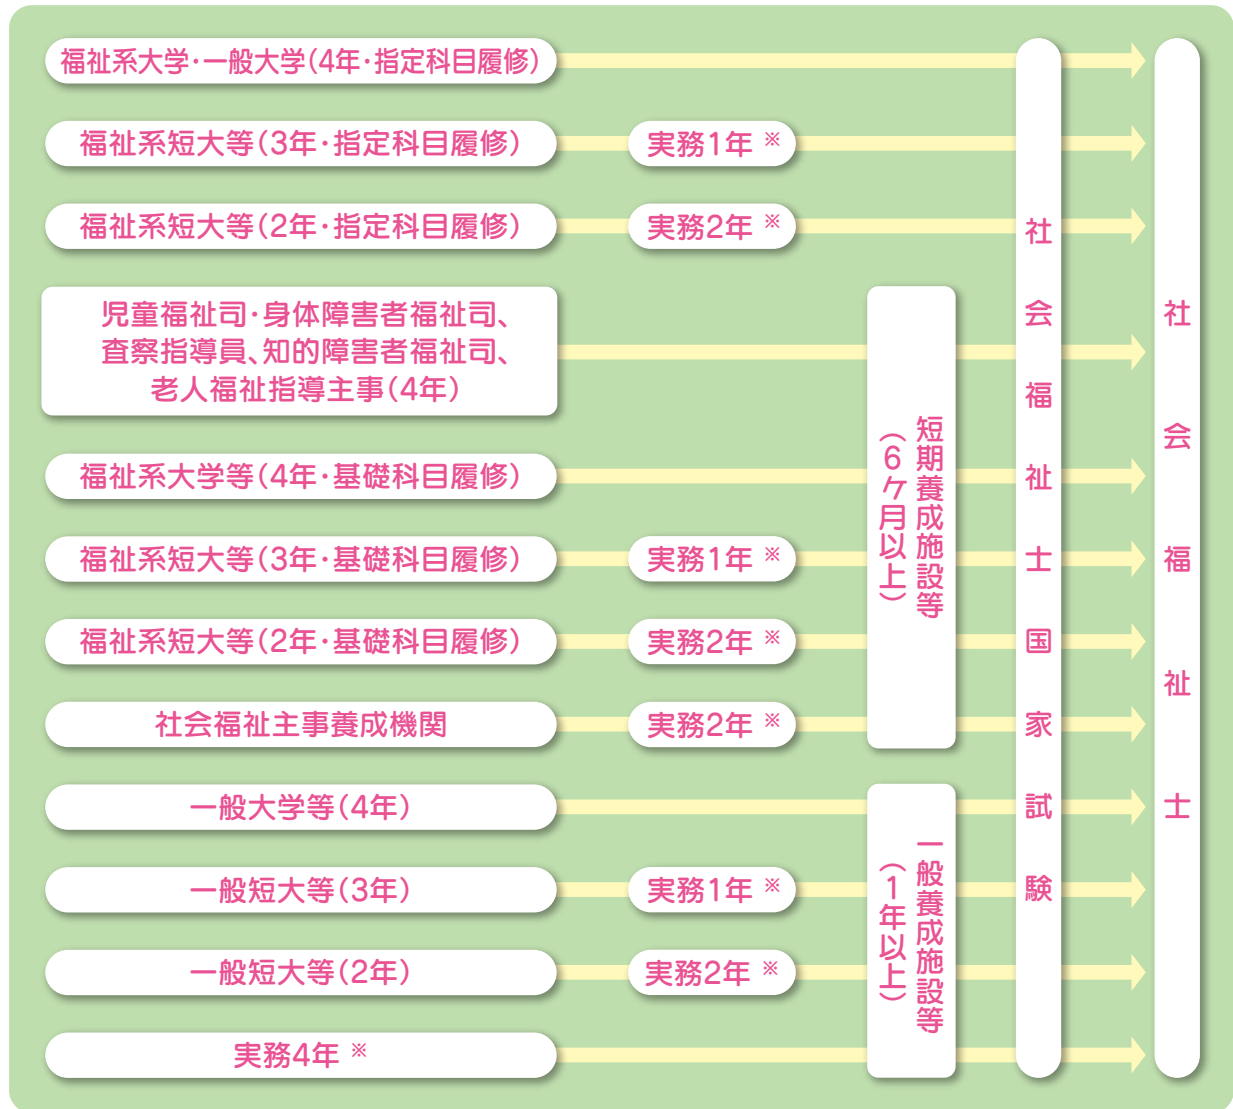 福祉系大学・一般大学(4年・指定科目履修)
福祉系短大等(3年・指定科目履修)
実務1年 ※
福祉系短大等(2年・指定科目履修)
実務2年 ※
児童福祉司・身体障害者福祉司、
査察指導員、知的障害者福祉司、
老人福祉指導主事(4年)
福祉系大学等(4年・基礎科目履修)
福祉系短大等(3年・基礎科目履修)
実務1年 ※
福祉系短大等(2年・基礎科目履修)
実務2年 ※
社会福祉主事養成機関
実務2年 ※
短期養成施設等
(6ケ月以上)
一般大学等(4年)
一般短大等(3年)
実務1年 ※
一般短大等(2年)
実務2年 ※
実務4年 ※
一般養成施設等
(1年以上)
社会福祉士国家試験
社会福祉士